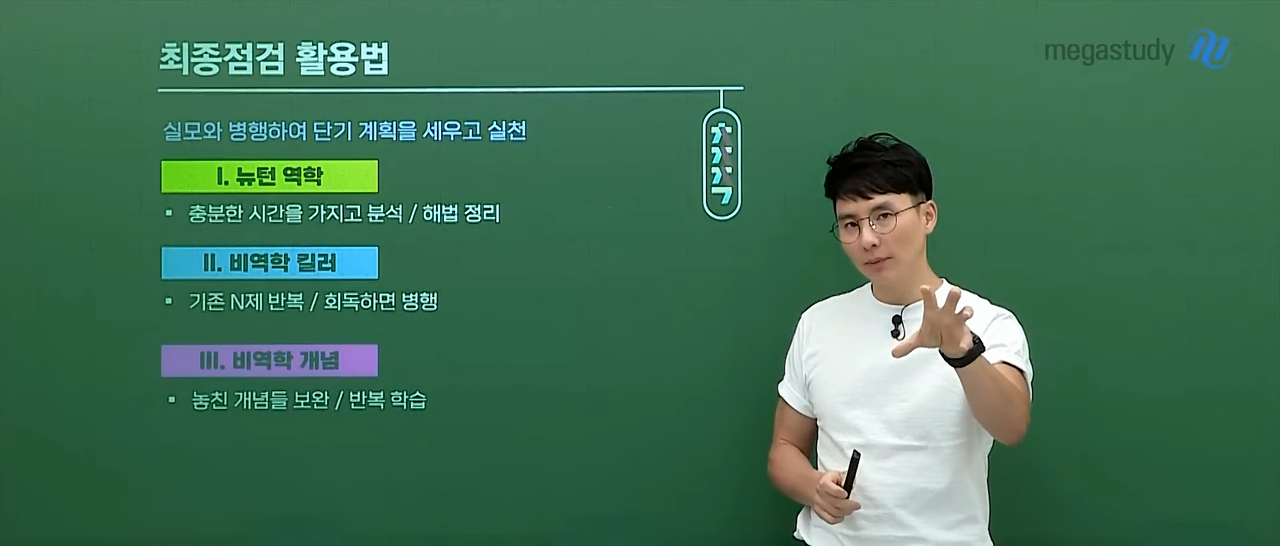 최종점검 활용법
megastudy
실모와 병행하여 단기 계획을 세우고 실천
I. 뉴턴 역학
▪ 충분한 시간을 가지고 분석 / 해법 정리
II. 비역학 킬러
▪ 기존 N제 반복 / 회독하면 병행
III. 비역학 개념
▪ 놓친 개념들 보완 / 반복 학습